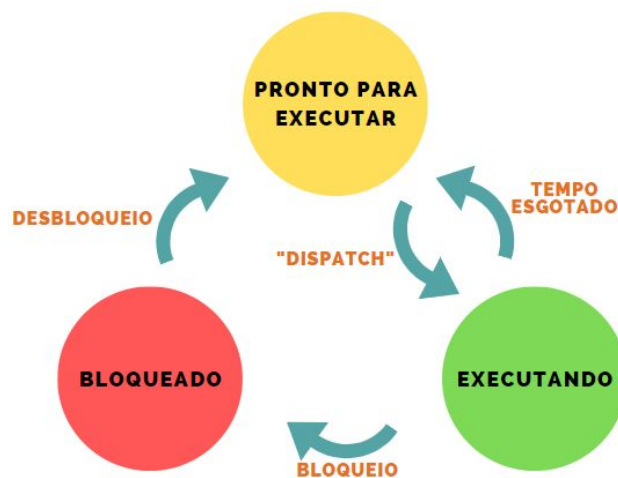 PRONTO PARA
EXECUTAR
DESBLOQUEIO
TEMPO
ESGOTADO
"DISPATCH"
BLOQUEADO
EXECUTANDO
BLOQUEIO